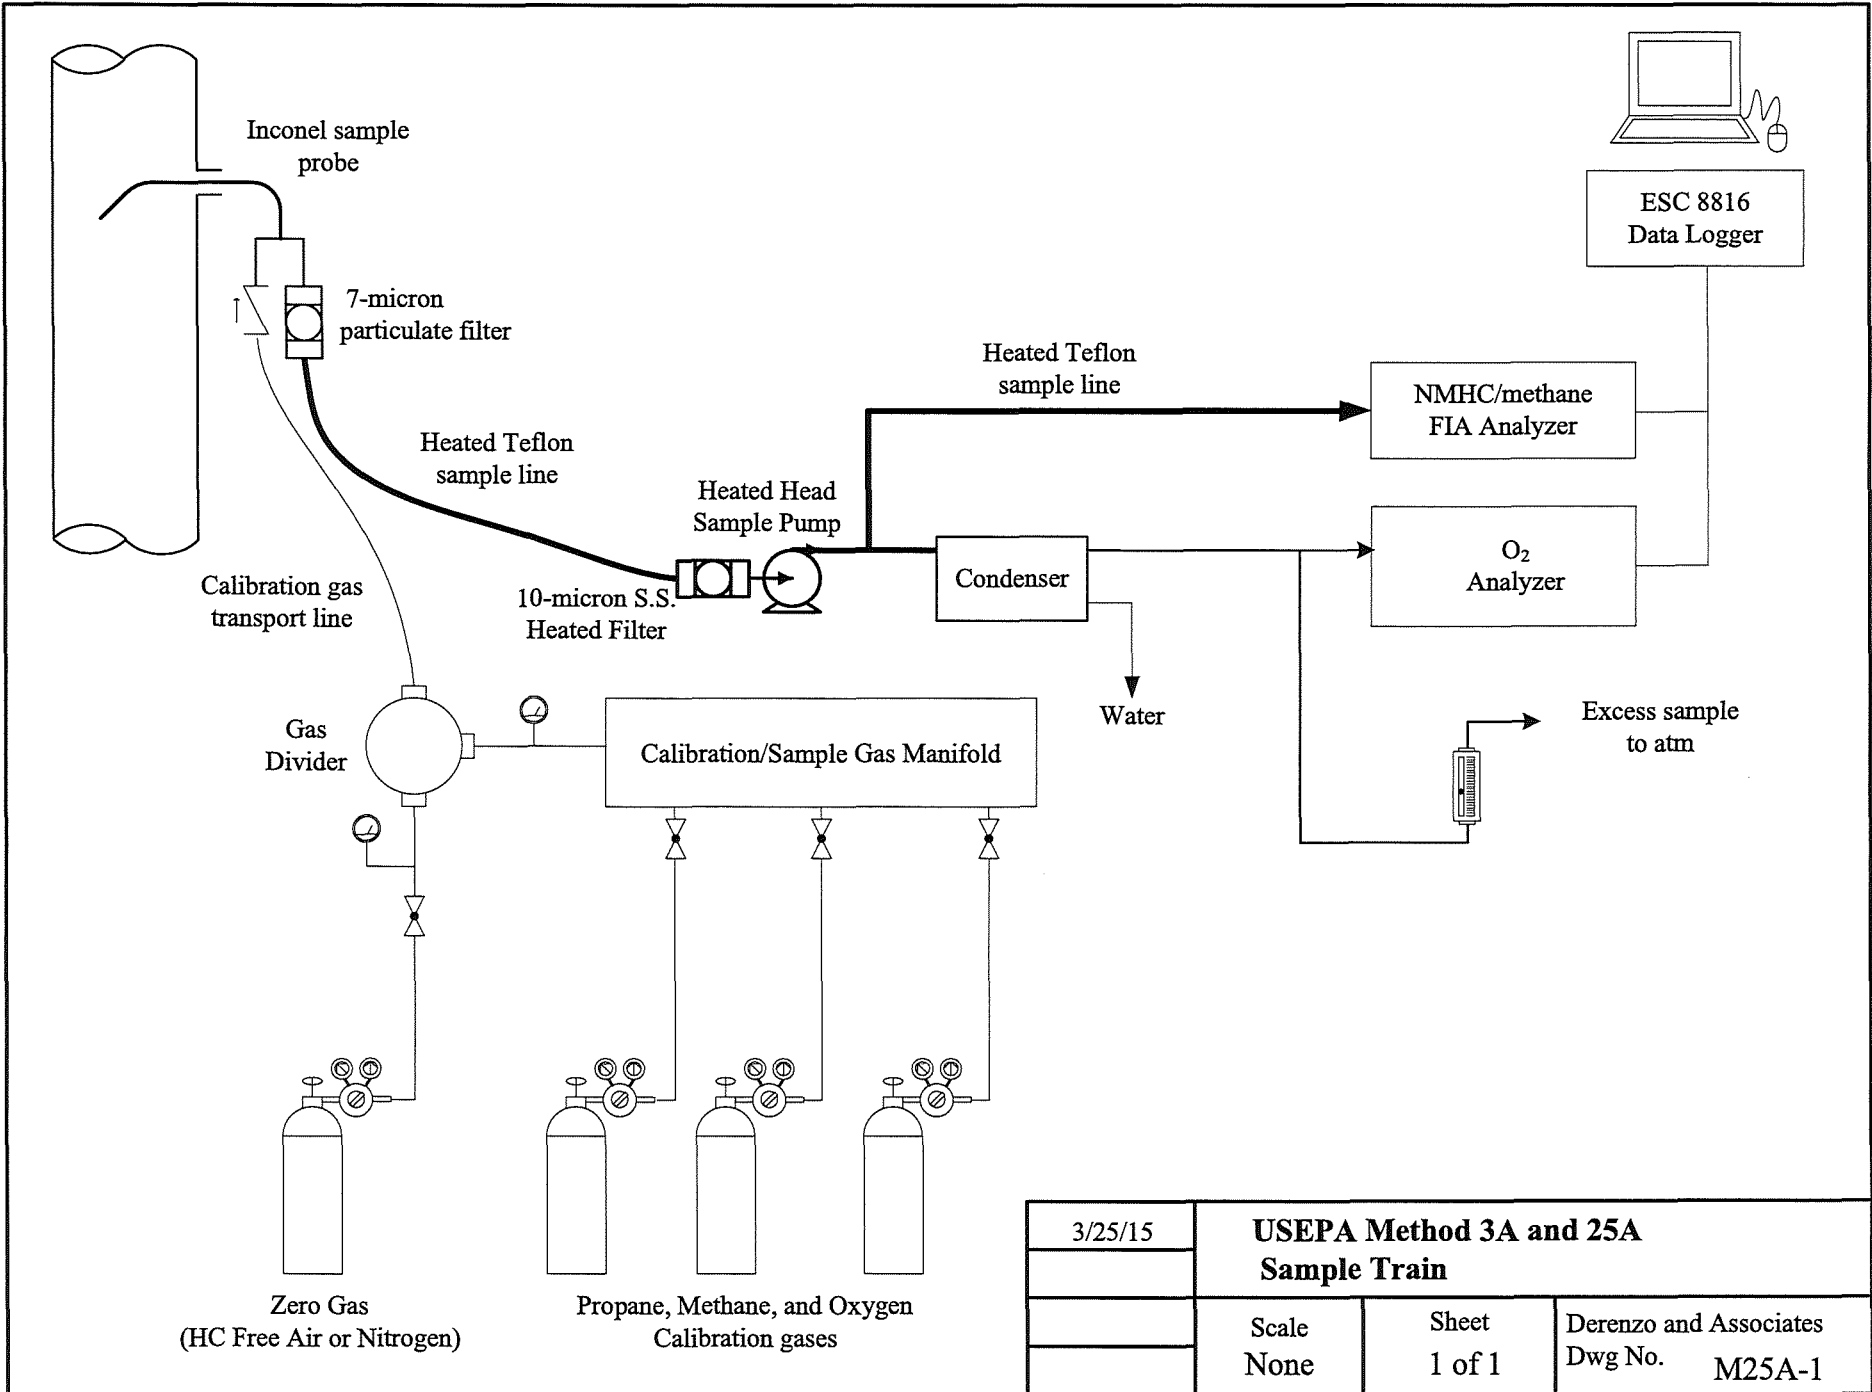 Inconel sample
probe
ESC 8816
Data Logger
7-micron
particulate filter
Heated Teflon
sample line
NMHC/methane
FIA Analyzer
Heated Teflon
sample line
Heated Head
Sample Pump
O₂
Analyzer
Condenser
Calibration gas
transport line
10-micron S.S.
Heated Filter
Water
Excess sample
to atm
Gas
Divider
Calibration/Sample Gas Manifold
Zero Gas
(HC Free Air or Nitrogen)
Propane, Methane, and Oxygen
Calibration gases
3/25/15
USEPA Method 3A and 25A
Sample Train
Scale
None
Sheet
1 of 1
Derenzo and Associates
Dwg No. M25A-1